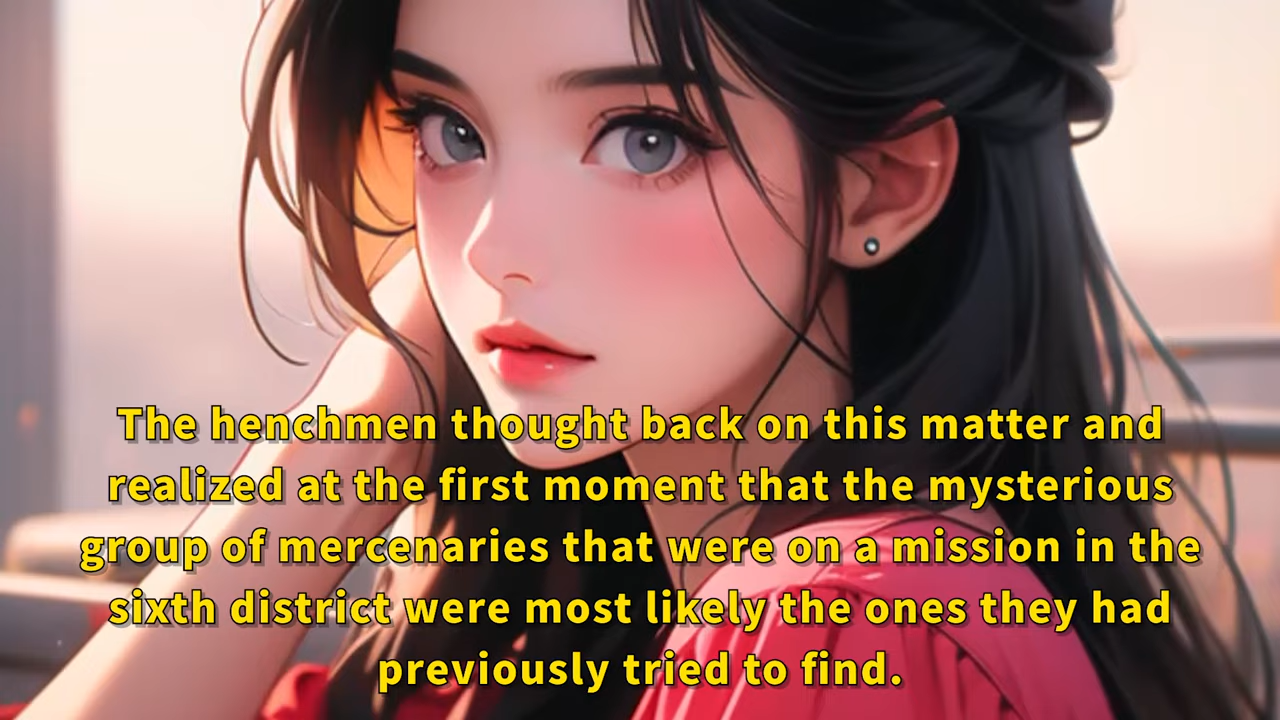 The henchmen thought back on this matter and
realized at the first moment that the mysterious
group of mercenaries that were on a mission in the
sixth district were most likely the ones they had
previously tried to find.